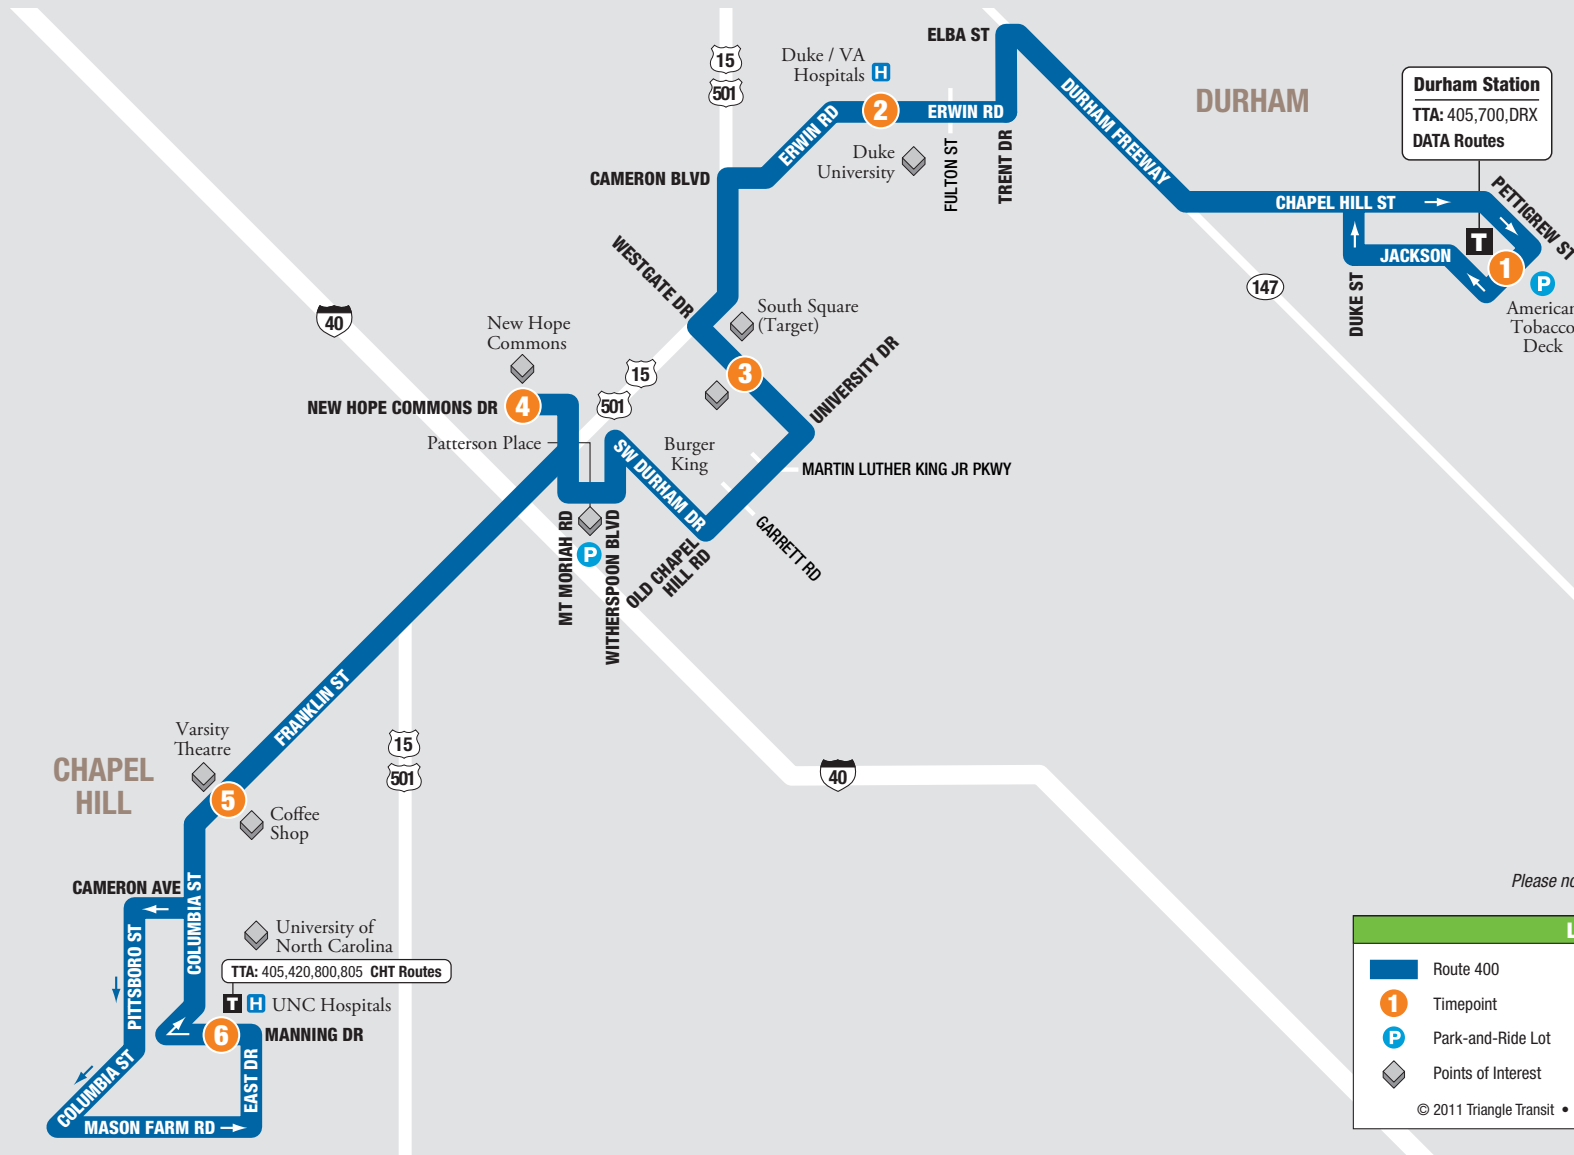 ELBA ST
15
501
Duke / VA
Hospitals H
2
ERWIN RD
ERWIN RD
DURHAM FREEWAY
DURHAM
Durham Station
TTA: 405,700,DRX
DATA Routes
Duke
University
FULTON ST
TRENT DR
CAMERON BLVD
CHAPEL HILL ST
PETTIGREW ST
T
JACKSON
1
P
DUKE ST
American
Tobacco
Deck
147
WESTGATE DR
South Square
(Target)
40
New Hope
Commons
15
501
3
UNIVERSITY DR
NEW HOPE COMMONS DR
4
Patterson Place
SW DURHAM DR
Burger
King
MARTIN LUTHER KING JR PKWY
GARRETT RD
MT MORIAH RD
P
WITHERSPOON BLVD
OLD CHAPEL
HILL RD
FRANKLIN ST
Varsity
Theatre
15
501
40
CHAPEL
HILL
5
Coffee
Shop
CAMERON AVE
COLUMBIA ST
PITTSBORO ST
University of
North Carolina
TTA: 405,420,800,805 CHT Routes
T H UNC Hospitals
6
MANNING DR
COLUMBIA ST
EAST DR
MASON FARM RD
Please no
L
Route 400
1 Timepoint
P Park-and-Ride Lot
Points of Interest
© 2011 Triangle Transit •